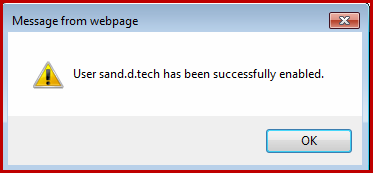 Message from webpage
User sand.d.tech has been successfully enabled.
OK